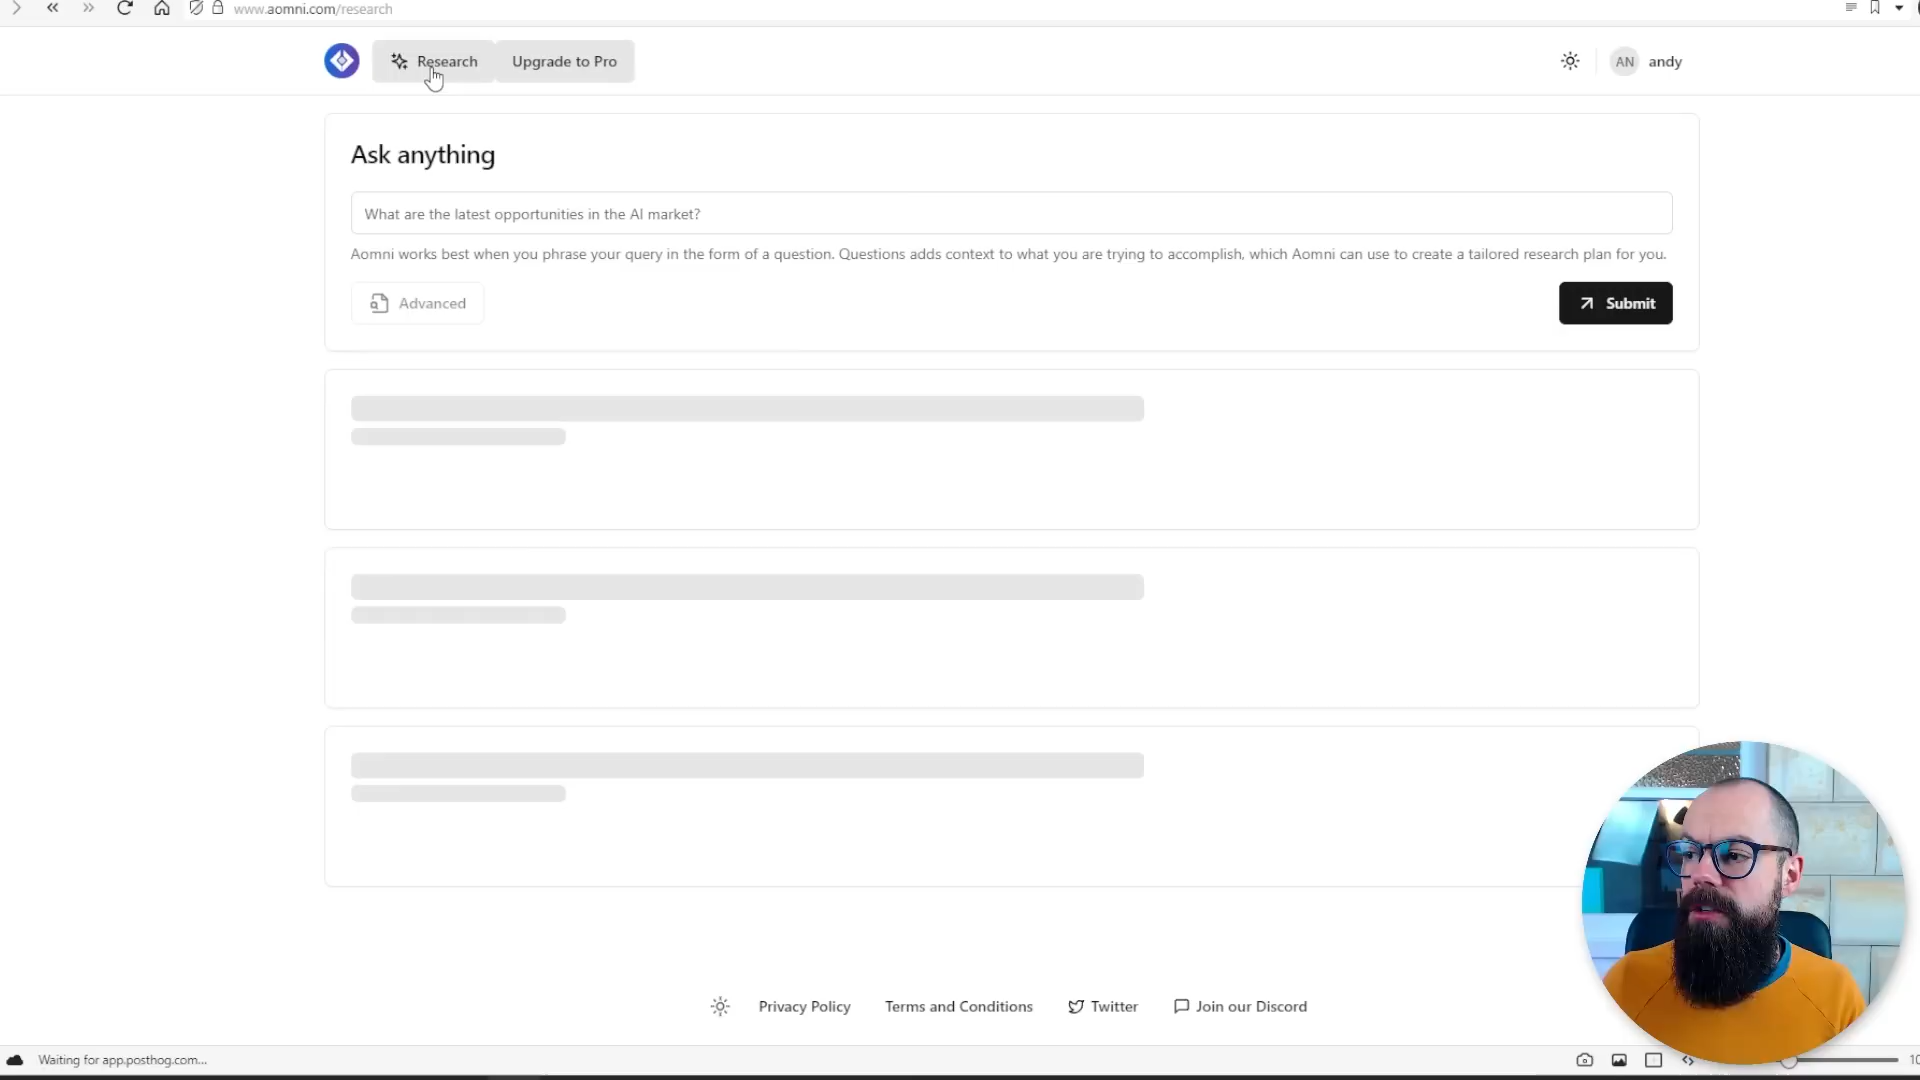 www.aomni.com/research
Research
Upgrade to Pro
AN
andy
Ask anything
What are the latest opportunities in the AI market?
Aomni works best when you phrase your query in the form of a question. Questions adds context to what you are trying to accomplish, which Aomni can use to create a tailored research plan for you.
Advanced
Submit
Privacy Policy
Terms and Conditions
Twitter
Join our Discord
Waiting for app.posthog.com...